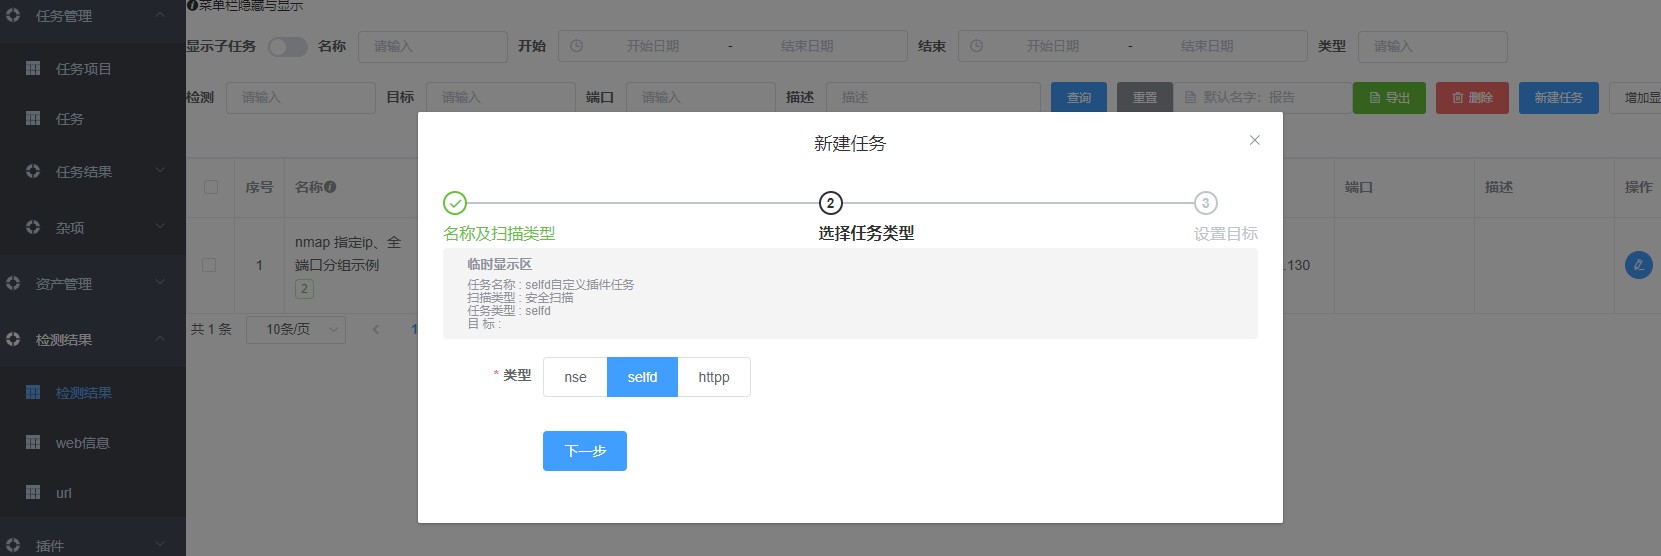 任务管理
任务项目
任务
任务结果
杂项
资产管理
检测结果
检测结果
web信息
url
插件
菜单栏隐藏与显示
显示子任务 名称 请输入 开始 开始日期 - 结束日期 结束 开始日期 - 结束日期 类型 请输入
检测 请输入 目标 请输入 端口 请输入 描述 描述 查询 重置 默认名字：报告 导出 删除 新建任务 增加显
序号 名称 端口 描述 操作
1 nmap 指定ip、全
端口分组示例
2
.130
共 1 条 10条/页 1
新建任务
2 3
名称及扫描类型 选择任务类型 设置目标
临时显示区
任务名称 : selfd自定义插件任务
扫描类型 : 安全扫描
任务类型 : selfd
目 标 :
* 类型 nse selfd httpp
下一步